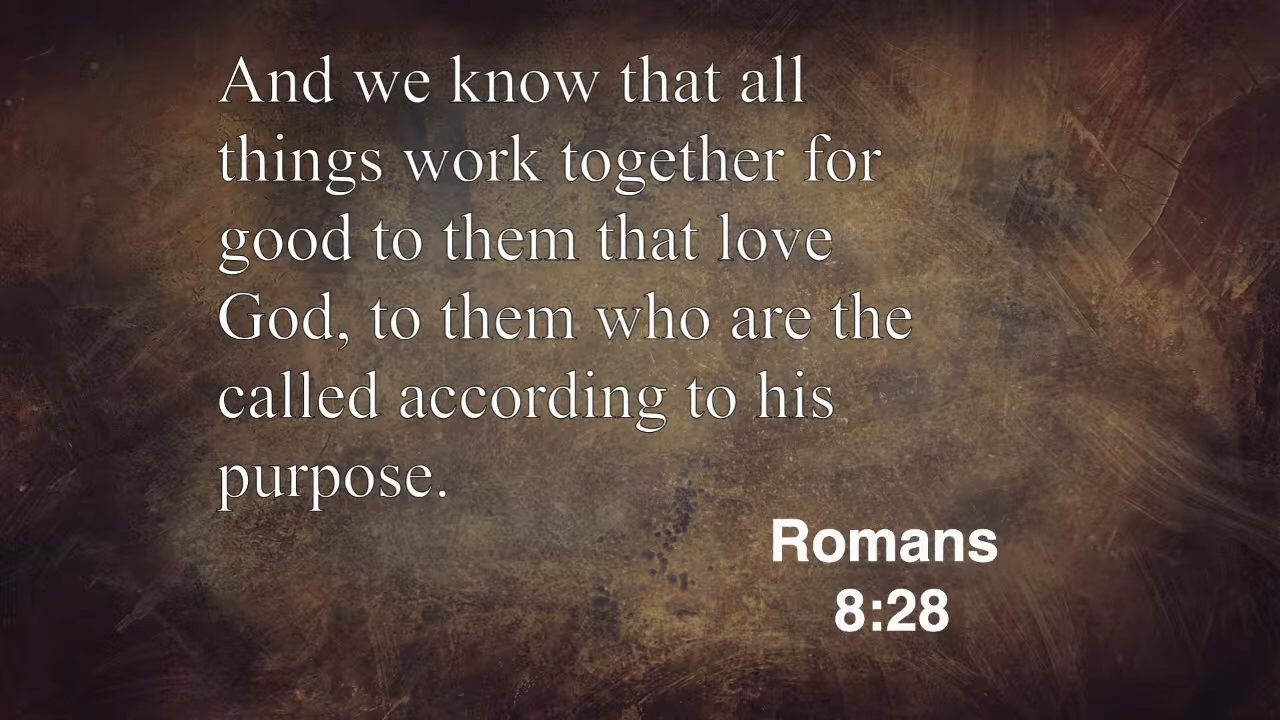 And we know that all
things work together for
good to them that love
God, to them who are the
called according to his
purpose.
Romans
8:28